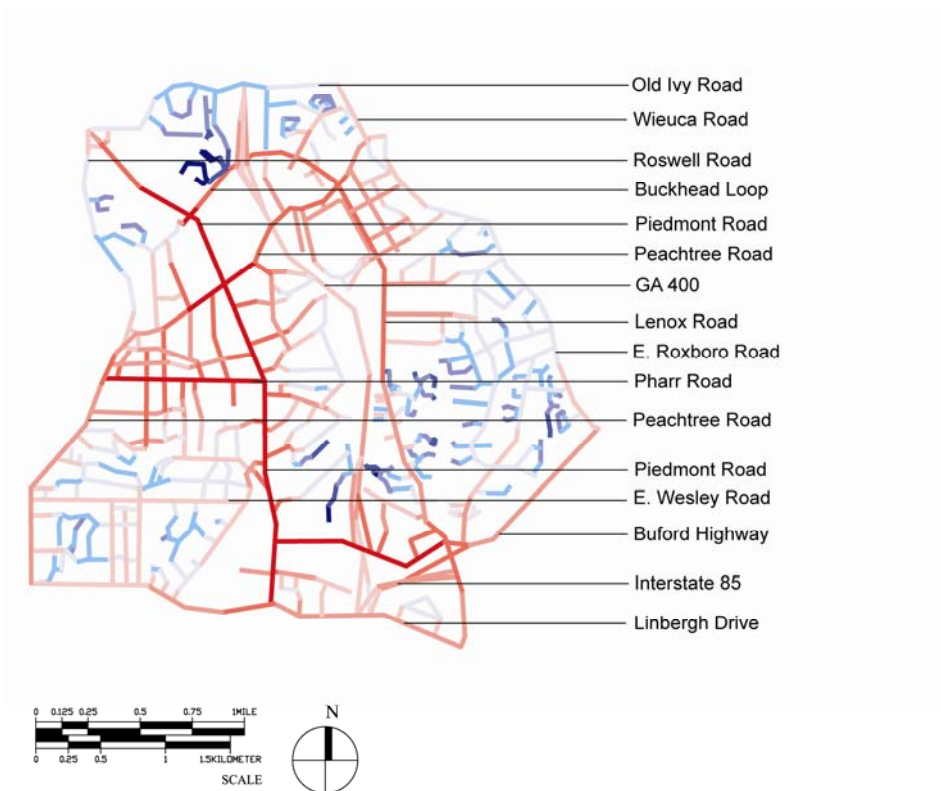 Old Ivy Road
Wieuca Road
Roswell Road
Buckhead Loop
Piedmont Road
Peachtree Road
GA 400
Lenox Road
E. Roxboro Road
Pharr Road
Peachtree Road
Piedmont Road
E. Wesley Road
Buford Highway
Interstate 85
Linbergh Drive
0 0.125 0.25 0.5 0.75 1MILE
0 0.25 0.5 1 1.5KILOMETER
SCALE
N